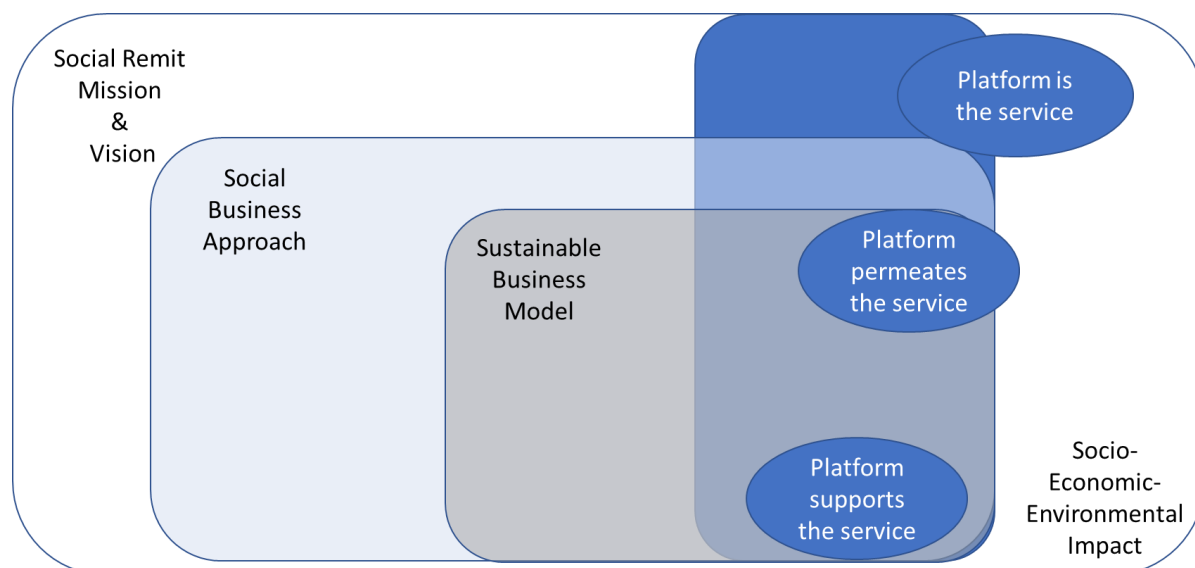 Social Remit
Mission
&
Vision
Social
Business
Approach
Sustainable
Business
Model
Platform is
the service
Platform
permeates
the service
Platform
supports
the service
Socio-
Economic-
Environmental
Impact